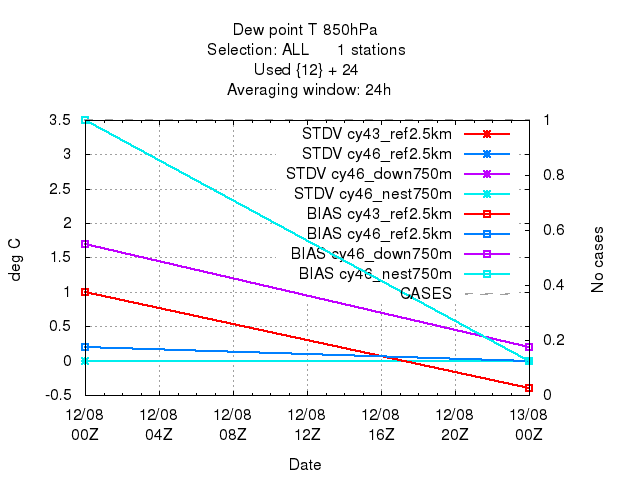 Dew point T 850hPa
Selection: ALL 1 stations
Used {12} + 24
Averaging window: 24h
3.5
3
2.5
2
1.5
1
0.5
0
-0.5
deg C
STDV cy43_ref2.5km
STDV cy46_ref2.5km
STDV cy46_down750m
STDV cy46_nest750m
BIAS cy43_ref2.5km
BIAS cy46_ref2.5km
BIAS cy46_down750m
BIAS cy46_nest750m
CASES
1
0.8
0.6
0.4
0.2
0
No cases
12/08 12/08 12/08 12/08 12/08 12/08 13/08
00Z 04Z 08Z 12Z 16Z 20Z 00Z
Date